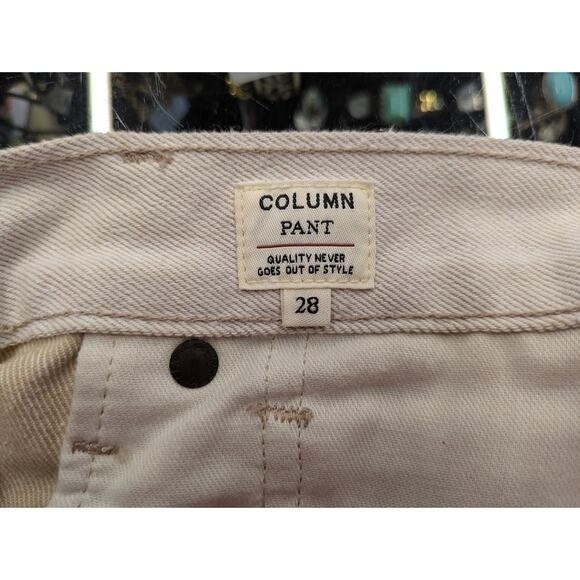 COLUMN
PANT
QUALITY NEVER
GOES OUT OF STYLE
28